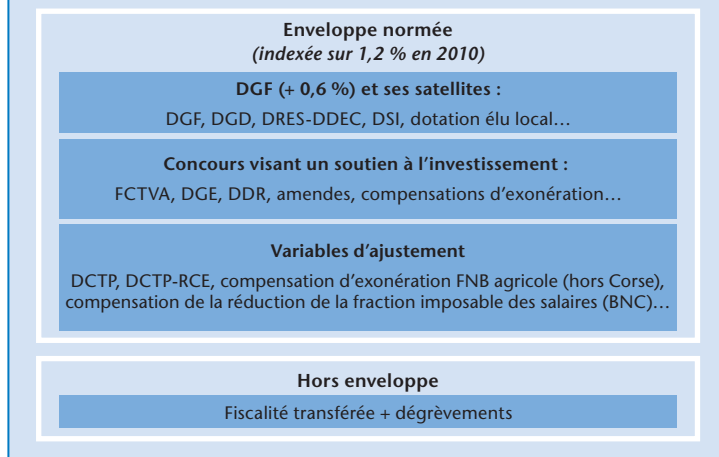 Enveloppe normée
(indexée sur 1,2 % en 2010)
DGF (+ 0,6 %) et ses satellites :
DGF, DGD, DRES-DDEC, DSI, dotation élu local…
Concours visant un soutien à l’investissement :
FCTVA, DGE, DDR, amendes, compensations d’exonération…
Variables d’ajustement
DCTP, DCTP-RCE, compensation d’exonération FNB agricole (hors Corse),
compensation de la réduction de la fraction imposable des salaires (BNC)…
Hors enveloppe
Fiscalité transférée + dégrèvements